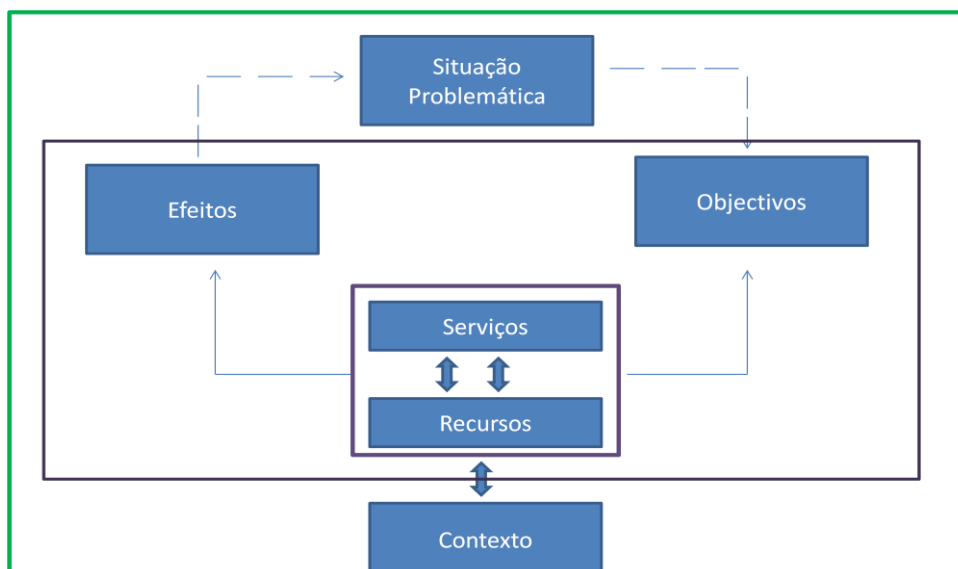 Situação
Problemática
Efeitos
Objectivos
Serviços
Recursos
Contexto